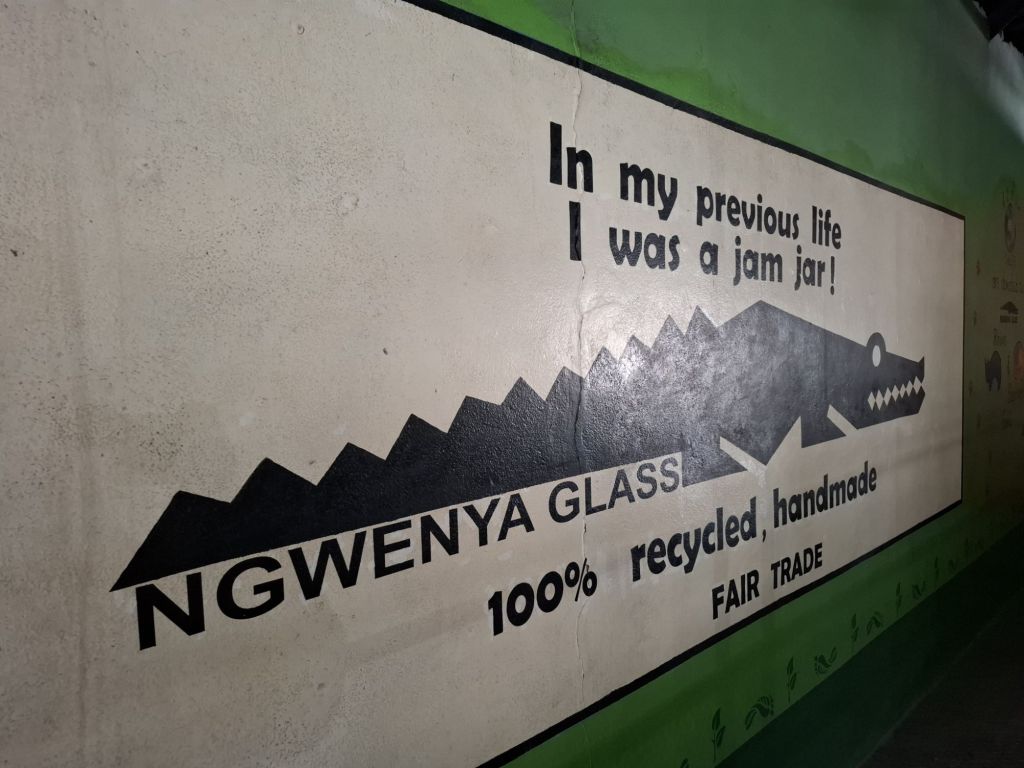 In my previous life
I was a jam jar!
NGWENYA GLASS
100% recycled, handmade
FAIR TRADE